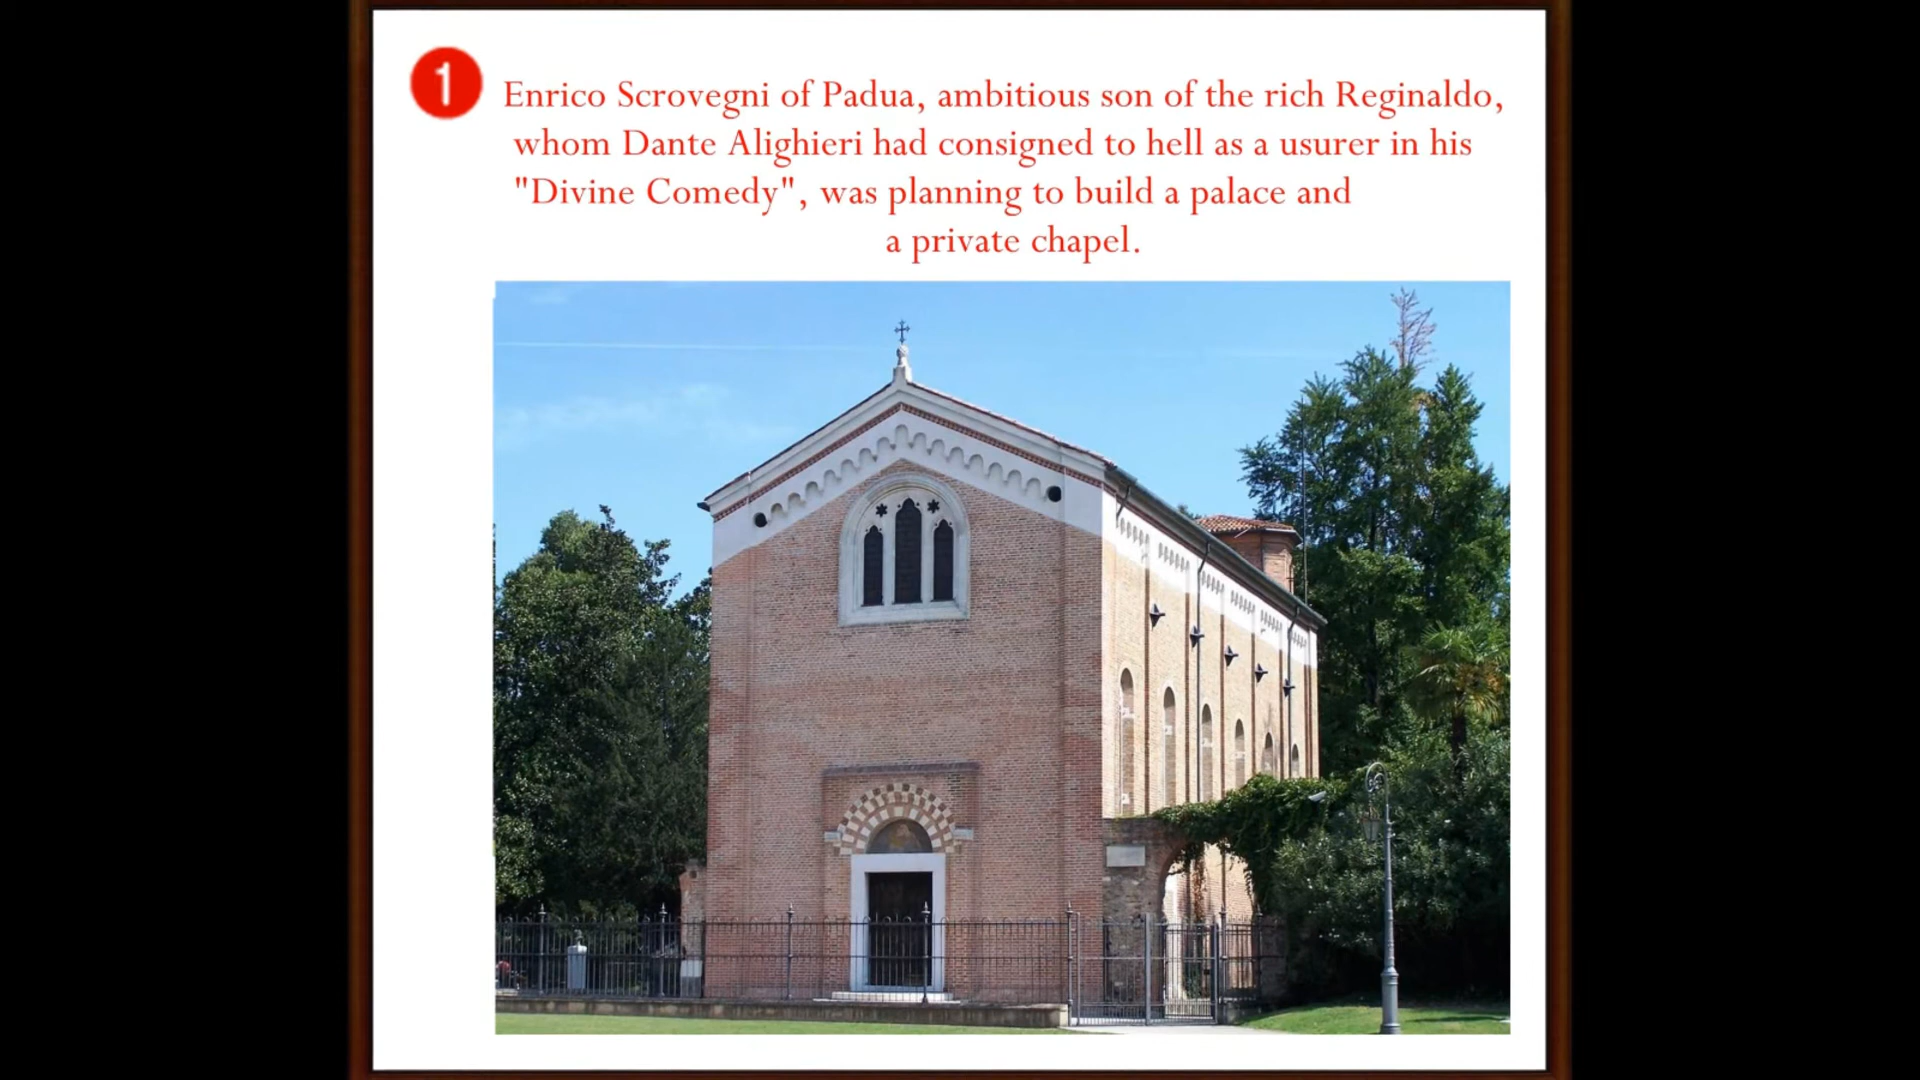 1
Enrico Scrovegni of Padua, ambitious son of the rich Reginaldo,
whom Dante Alighieri had consigned to hell as a usurer in his
"Divine Comedy", was planning to build a palace and
a private chapel.